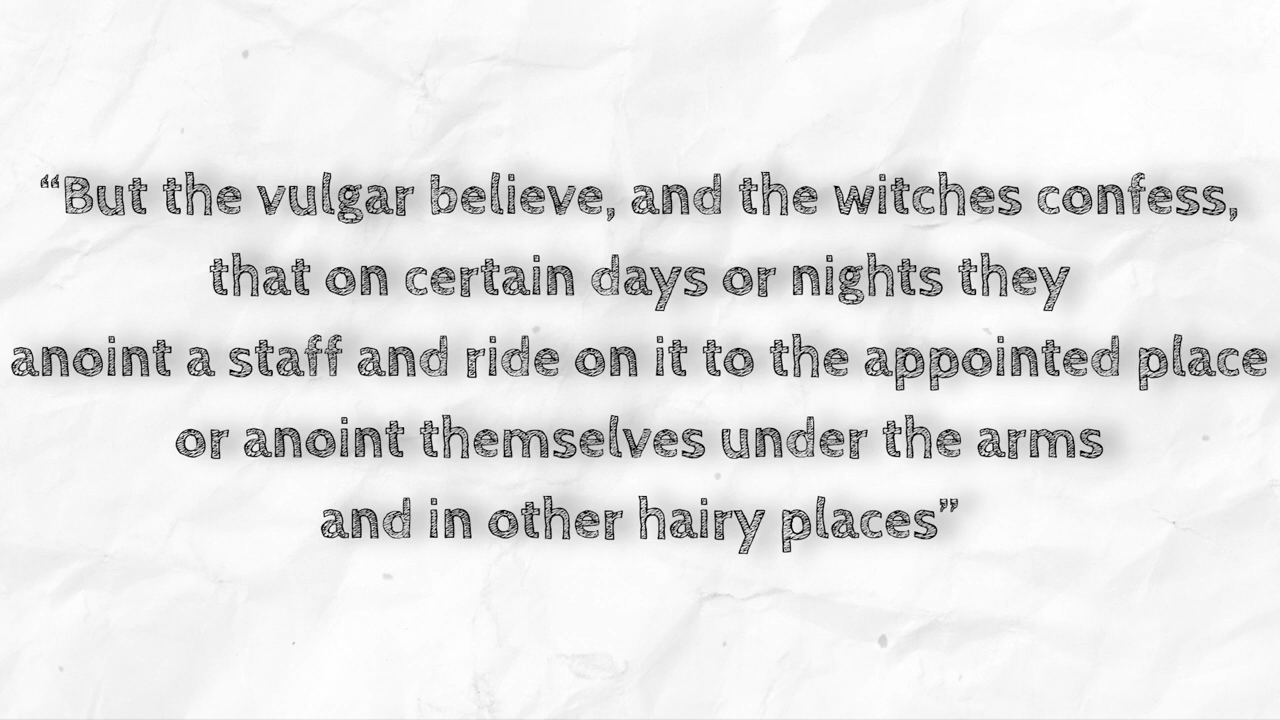 “But the vulgar believe, and the witches confess,
that on certain days or nights they
anoint a staff and ride on it to the appointed place
or anoint themselves under the arms
and in other hairy places”